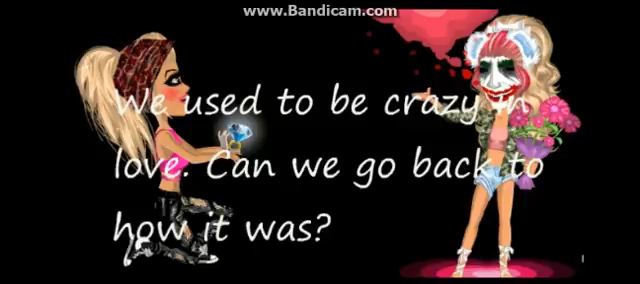 www.Bandicam.com
We used to be crazy in
love. Can we go back to
how it was?